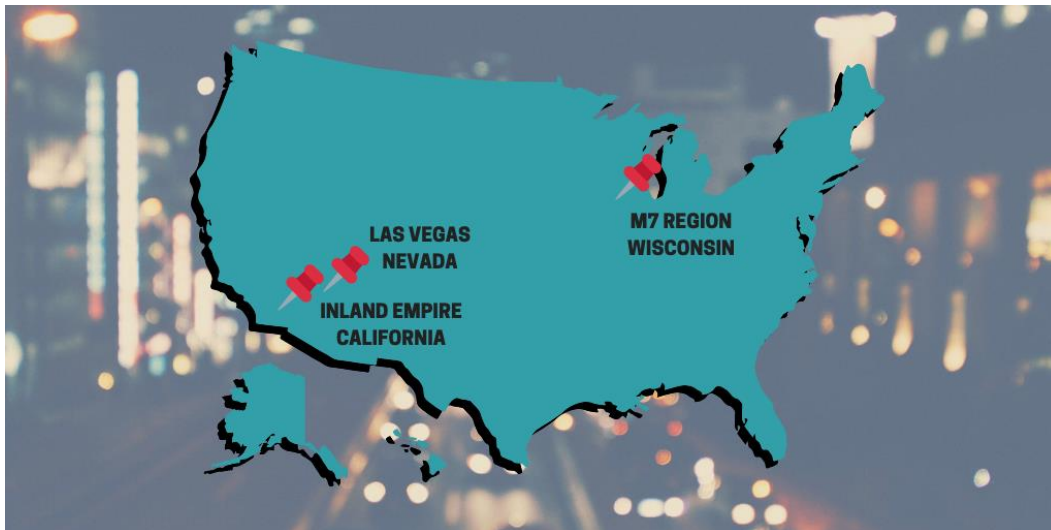 M7 REGION
WISCONSIN
LAS VEGAS
NEVADA
INLAND EMPIRE
CALIFORNIA